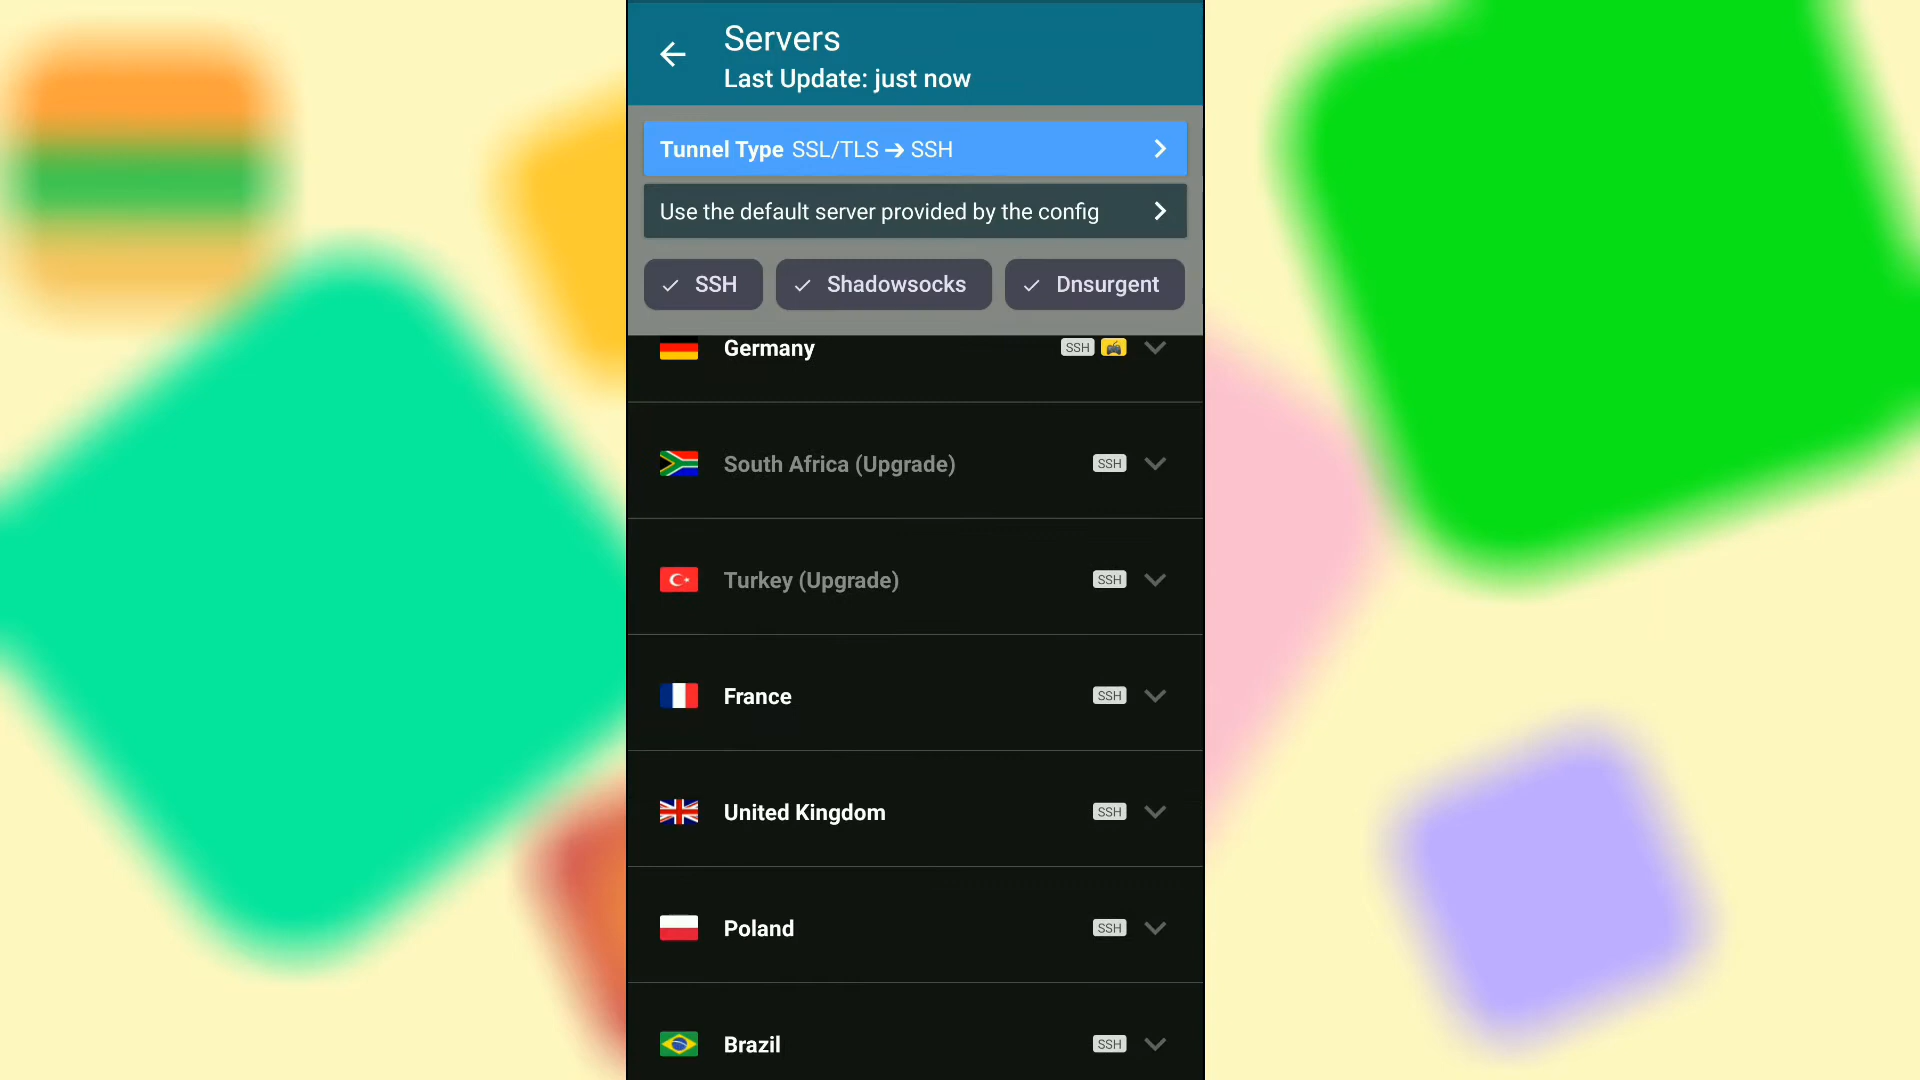 Servers
Last Update: just now
Tunnel Type SSL/TLS ➔ SSH
Use the default server provided by the config
SSH
Shadowsocks
Dnsurgent
Germany SSH
South Africa (Upgrade) SSH
Turkey (Upgrade) SSH
France SSH
United Kingdom SSH
Poland SSH
Brazil SSH